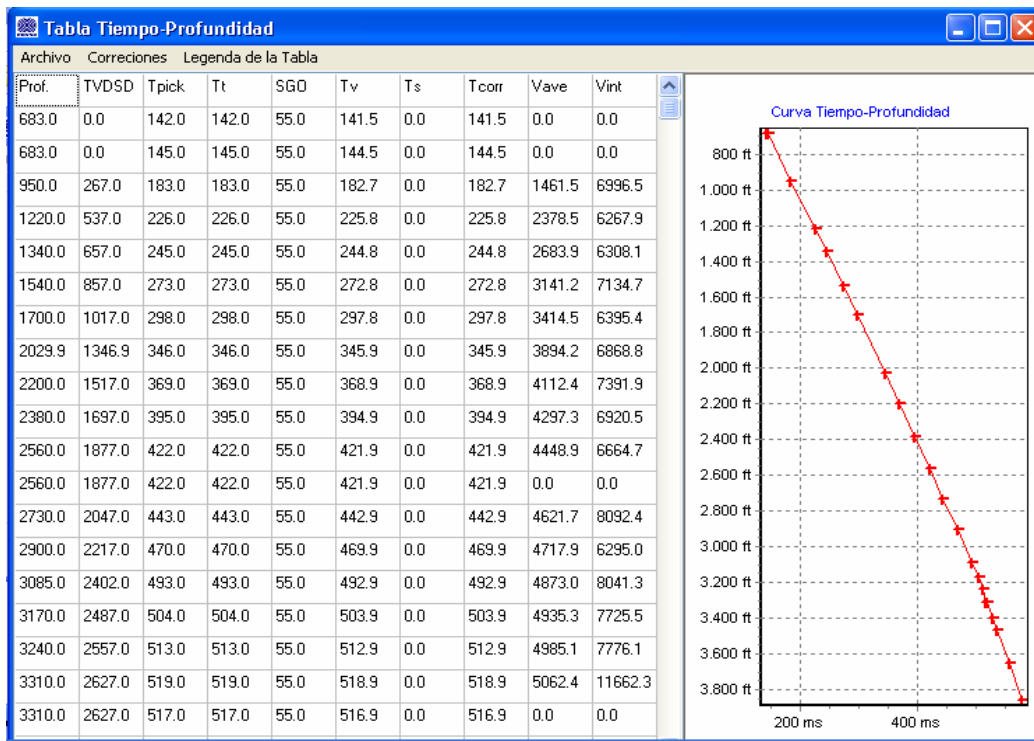 Tabla Tiempo-Profundidad
Archivo Correciones Legenda de la Tabla
Prof. TVDSD Tpick Tt SGO Tv Ts Tcorr Vave Vint
683.0 0.0 142.0 142.0 55.0 141.5 0.0 141.5 0.0 0.0
683.0 0.0 145.0 145.0 55.0 144.5 0.0 144.5 0.0 0.0
950.0 267.0 183.0 183.0 55.0 182.7 0.0 182.7 1461.5 6996.5
1220.0 537.0 226.0 226.0 55.0 225.8 0.0 225.8 2378.5 6267.9
1340.0 657.0 245.0 245.0 55.0 244.8 0.0 244.8 2683.9 6308.1
1540.0 857.0 273.0 273.0 55.0 272.8 0.0 272.8 3141.2 7134.7
1700.0 1017.0 298.0 298.0 55.0 297.8 0.0 297.8 3414.5 6395.4
2029.9 1346.9 346.0 346.0 55.0 345.9 0.0 345.9 3894.2 6868.8
2200.0 1517.0 369.0 369.0 55.0 368.9 0.0 368.9 4112.4 7391.9
2380.0 1697.0 395.0 395.0 55.0 394.9 0.0 394.9 4297.3 6920.5
2560.0 1877.0 422.0 422.0 55.0 421.9 0.0 421.9 4448.9 6664.7
2560.0 1877.0 422.0 422.0 55.0 421.9 0.0 421.9 0.0 0.0
2730.0 2047.0 443.0 443.0 55.0 442.9 0.0 442.9 4621.7 8092.4
2900.0 2217.0 470.0 470.0 55.0 469.9 0.0 469.9 4717.9 6295.0
3085.0 2402.0 493.0 493.0 55.0 492.9 0.0 492.9 4873.0 8041.3
3170.0 2487.0 504.0 504.0 55.0 503.9 0.0 503.9 4935.3 7725.5
3240.0 2557.0 513.0 513.0 55.0 512.9 0.0 512.9 4985.1 7776.1
3310.0 2627.0 519.0 519.0 55.0 518.9 0.0 518.9 5062.4 11662.3
3310.0 2627.0 517.0 517.0 55.0 516.9 0.0 516.9 0.0 0.0
Curva Tiempo-Profundidad
800 ft
1.000 ft
1.200 ft
1.400 ft
1.600 ft
1.800 ft
2.000 ft
2.200 ft
2.400 ft
2.600 ft
2.800 ft
3.000 ft
3.200 ft
3.400 ft
3.600 ft
3.800 ft
200 ms 400 ms